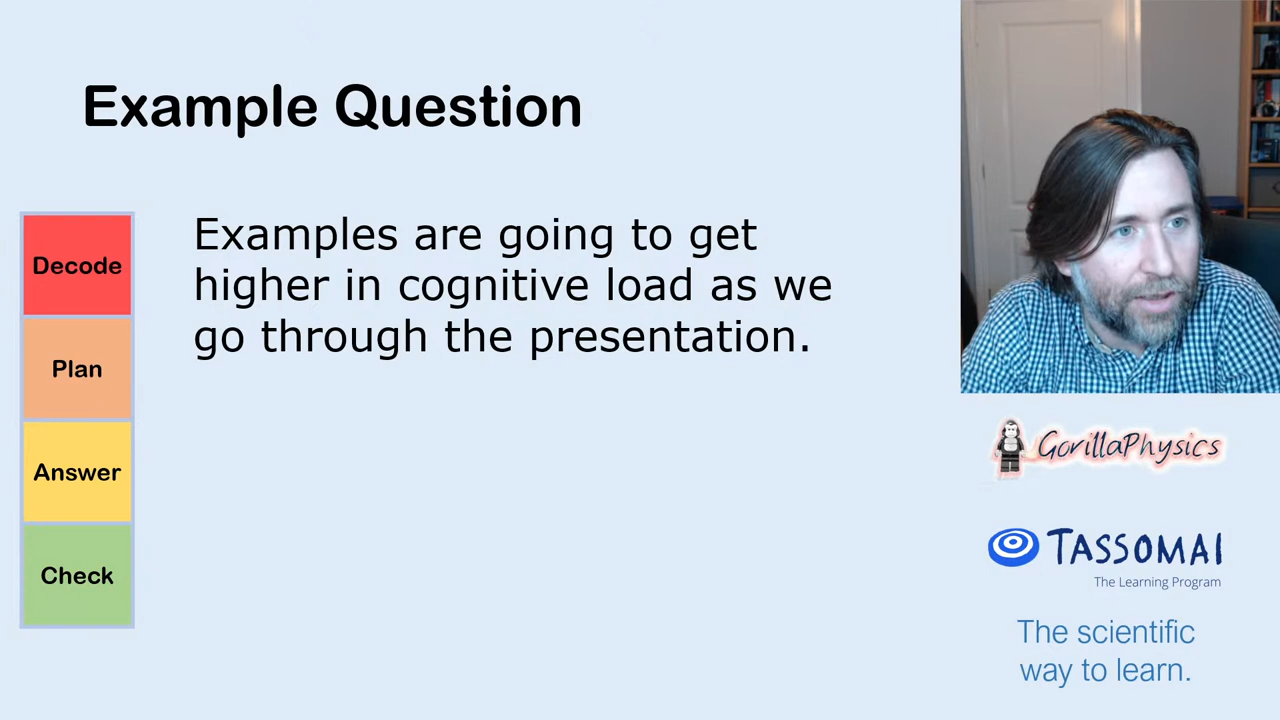 Example Question
Decode
Plan
Answer
Check
Examples are going to get
higher in cognitive load as we
go through the presentation.
GorillaPhysics
TASSOMAI
The Learning Program
The scientific
way to learn.